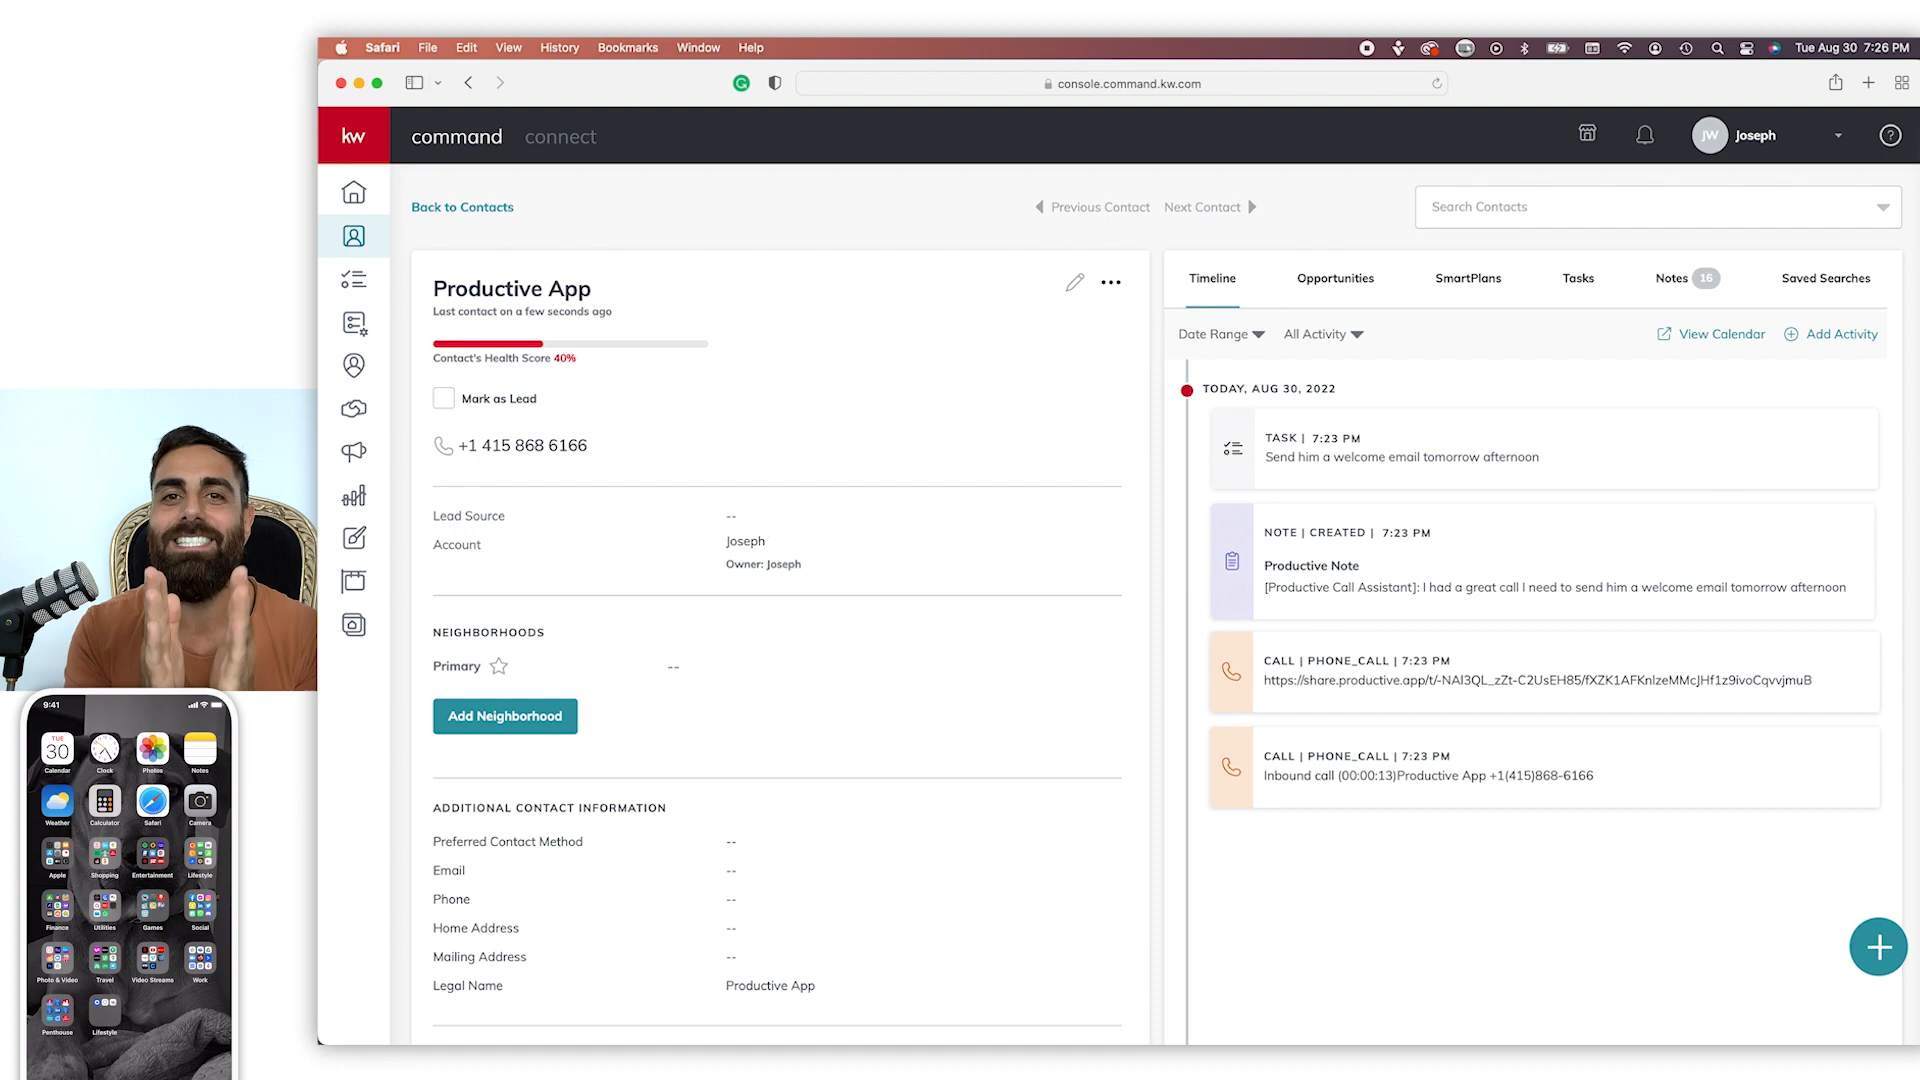 Safari File Edit View History Bookmarks Window Help
Tue Aug 30 7:26 PM
console.command.kw.com
kw command connect
JW Joseph
?
Back to Contacts
Previous Contact Next Contact
Search Contacts
Productive App
Last contact on a few seconds ago
Contact's Health Score 40%
Mark as Lead
+1 415 868 6166
Lead Source --
Account Joseph
Owner: Joseph
NEIGHBORHOODS
Primary --
Add Neighborhood
ADDITIONAL CONTACT INFORMATION
Preferred Contact Method --
Email --
Phone --
Home Address --
Mailing Address --
Legal Name Productive App
Timeline Opportunities SmartPlans Tasks Notes 16 Saved Searches
Date Range All Activity View Calendar Add Activity
TODAY, AUG 30, 2022
TASK | 7:23 PM
Send him a welcome email tomorrow afternoon
NOTE | CREATED | 7:23 PM
Productive Note
[Productive Call Assistant]: I had a great call I need to send him a welcome email tomorrow afternoon
CALL | PHONE_CALL | 7:23 PM
https://share.productive.app/t/-NAl3QL_zZt-C2UsEH85/fXZK1AFKnlzeMMcJHf1z9ivoCqvvjmuB
CALL | PHONE_CALL | 7:23 PM
Inbound call (00:00:13)Productive App +1(415)868-6166
9:41
TUE
30
Calendar Clock Photos Notes
Weather Calculator Safari Camera
Apple Shopping Entertainment Lifestyle
Finance Utilities Games Social
Photo & Video Travel Video Streams Work
Penthouse Lifestyle